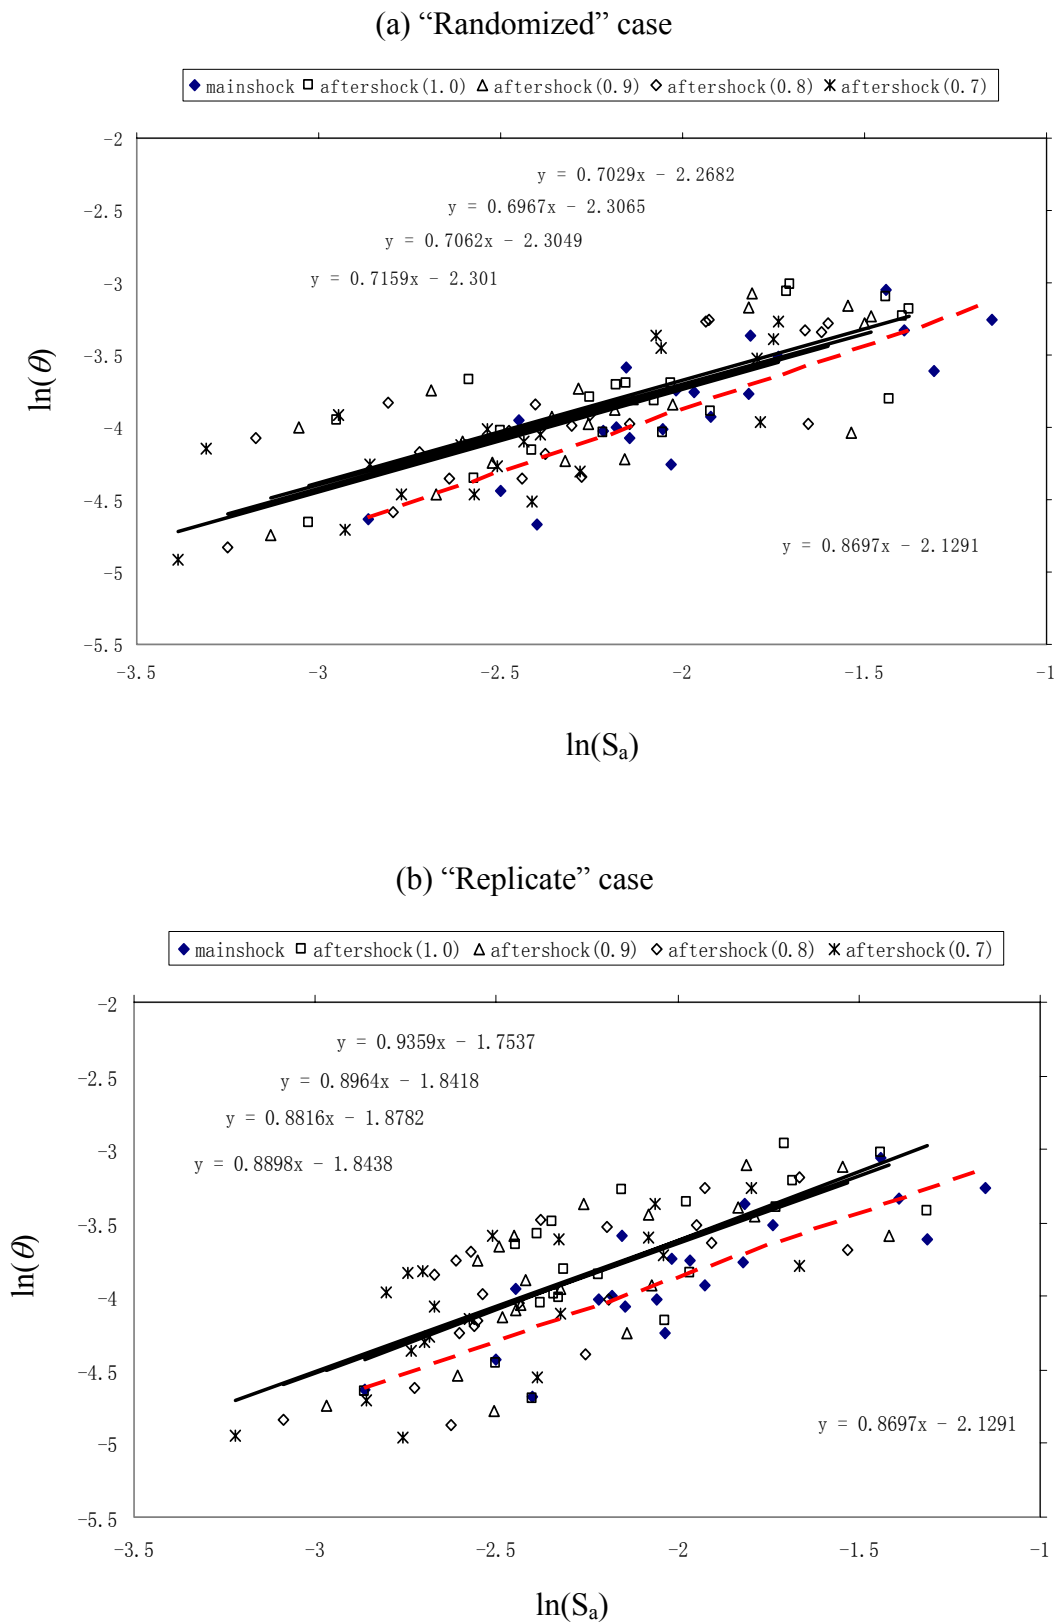 (a) “Randomized” case
mainshock aftershock(1.0) aftershock(0.9) aftershock(0.8) aftershock(0.7)
-2
y = 0.7029x - 2.2682
-2.5
y = 0.6967x - 2.3065
y = 0.7062x - 2.3049
y = 0.7159x - 2.301
-3
-3.5
ln(θ)
-4
-4.5
y = 0.8697x - 2.1291
-5
-5.5
-3.5 -3 -2.5 -2 -1.5 -1
ln(Sₐ)
(b) “Replicate” case
mainshock aftershock(1.0) aftershock(0.9) aftershock(0.8) aftershock(0.7)
-2
y = 0.9359x - 1.7537
-2.5
y = 0.8964x - 1.8418
y = 0.8816x - 1.8782
-3
y = 0.8898x - 1.8438
-3.5
ln(θ)
-4
-4.5
y = 0.8697x - 2.1291
-5
-5.5
-3.5 -3 -2.5 -2 -1.5 -1
ln(Sₐ)